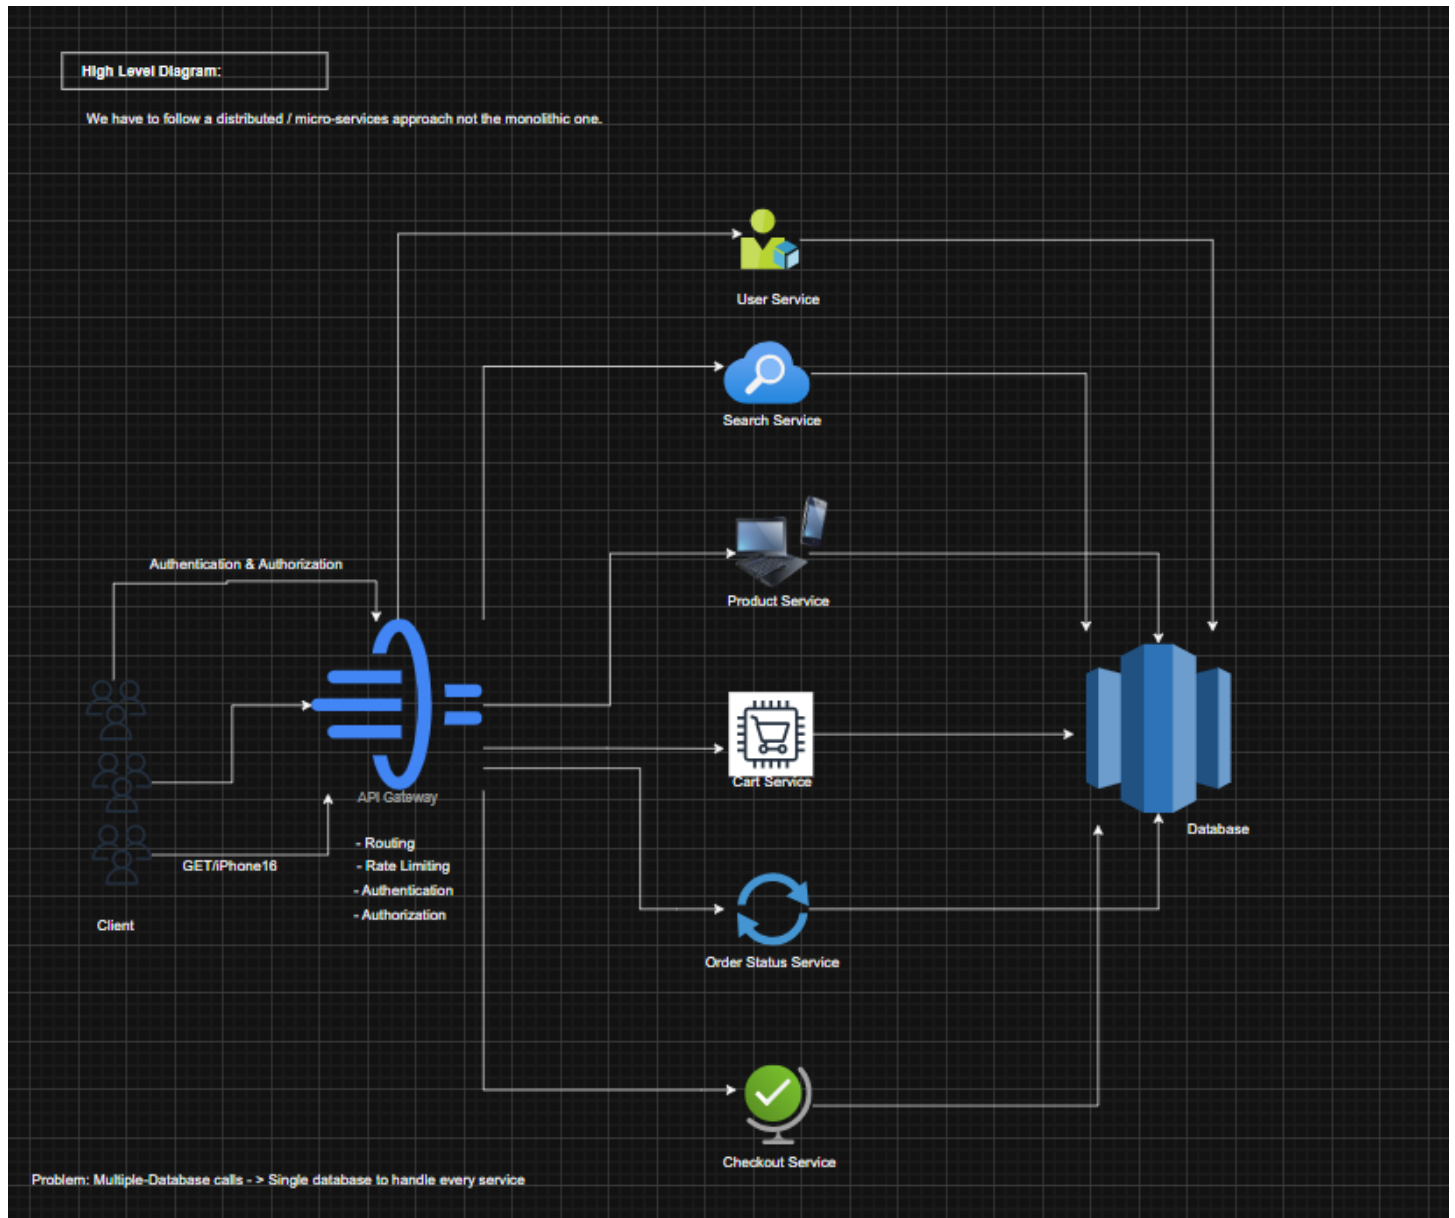 High Level Diagram:
We have to follow a distributed / micro-services approach not the monolithic one.
User Service
Search Service
Authentication & Authorization
Product Service
Cart Service
API Gateway
Database
- Routing
GET/iPhone16
- Rate Limiting
- Authentication
- Authorization
Client
Order Status Service
Checkout Service
Problem: Multiple-Database calls - > Single database to handle every service